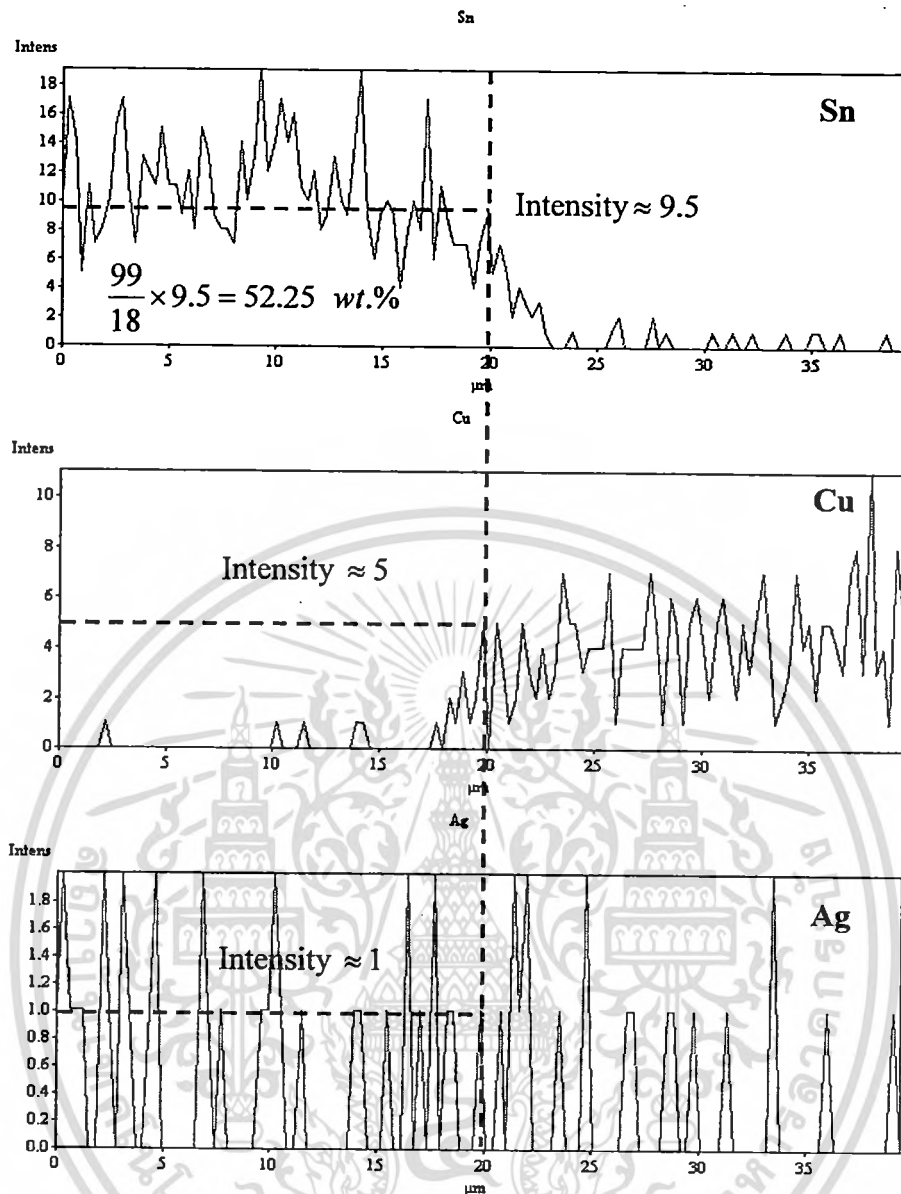 Sn
Intens
Sn
18
16
14
12
10
8
6
4
2
0
Intensity ≈ 9.5
99/18 × 9.5 = 52.25 wt.%
0 5 10 15 20 25 30 35
μm
Cu
Intens
Cu
10
8
6
4
2
0
Intensity ≈ 5
0 5 10 15 20 25 30 35
μm
Ag
Intens
Ag
1.8
1.6
1.4
1.2
1.0
0.8
0.6
0.4
0.2
0.0
Intensity ≈ 1
0 5 10 15 20 25 30 35
μm